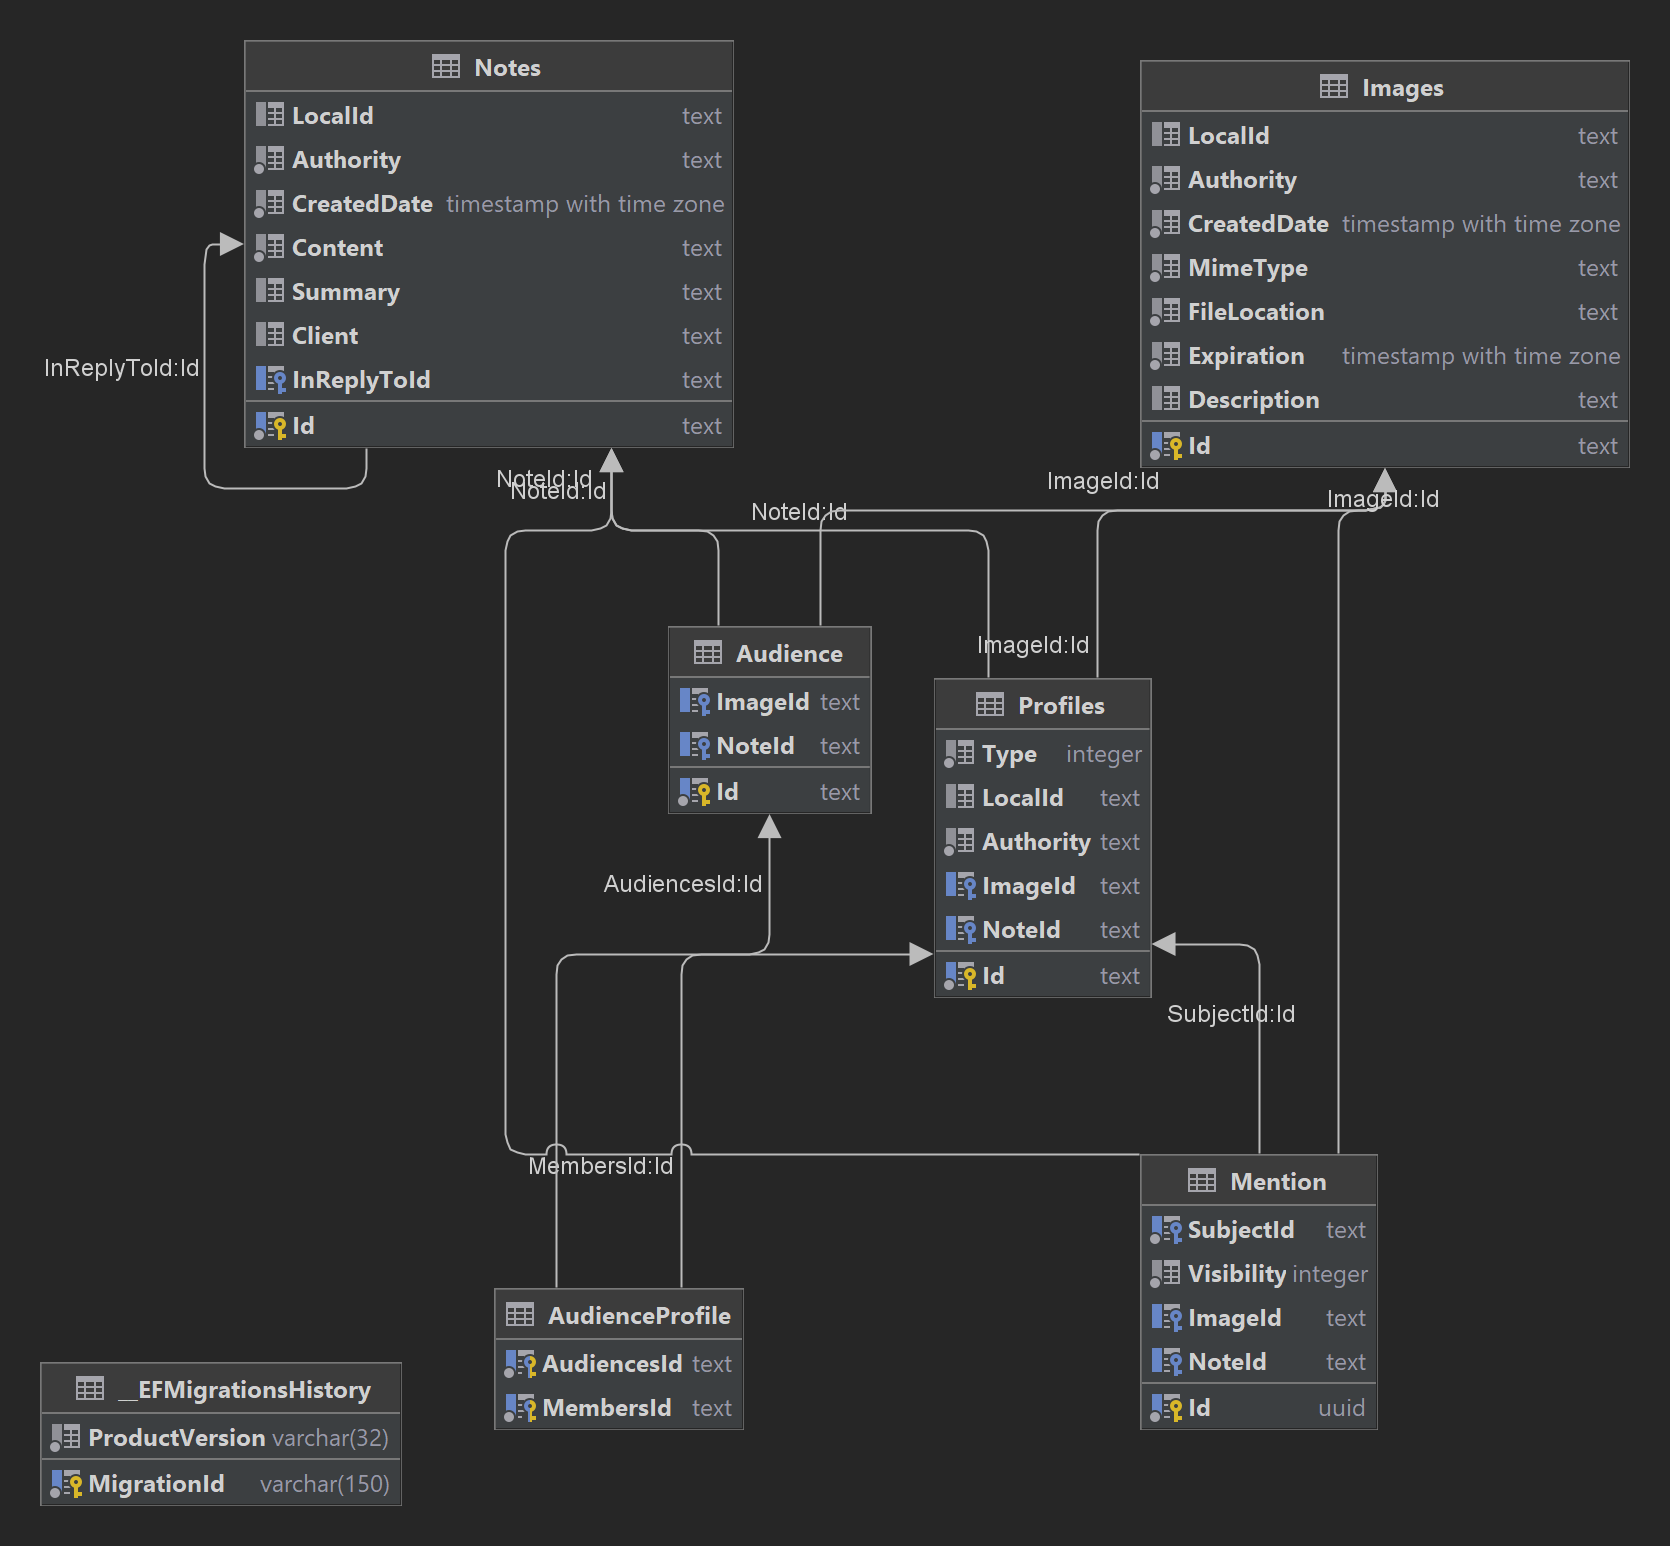 Notes
LocalId text
Authority text
CreatedDate timestamp with time zone
Content text
Summary text
Client text
InReplyToId text
Id text
InReplyToId:Id
Images
LocalId text
Authority text
CreatedDate timestamp with time zone
MimeType text
FileLocation text
Expiration timestamp with time zone
Description text
Id text
NoteId:Id
NoteId:Id
NoteId:Id
ImageId:Id
ImageId:Id
ImageId:Id
Audience
ImageId text
NoteId text
Id text
Profiles
Type integer
LocalId text
Authority text
ImageId text
NoteId text
Id text
AudiencesId:Id
SubjectId:Id
MembersId:Id
Mention
SubjectId text
Visibility integer
ImageId text
NoteId text
Id uuid
AudienceProfile
AudiencesId text
MembersId text
__EFMigrationsHistory
ProductVersion varchar(32)
MigrationId varchar(150)